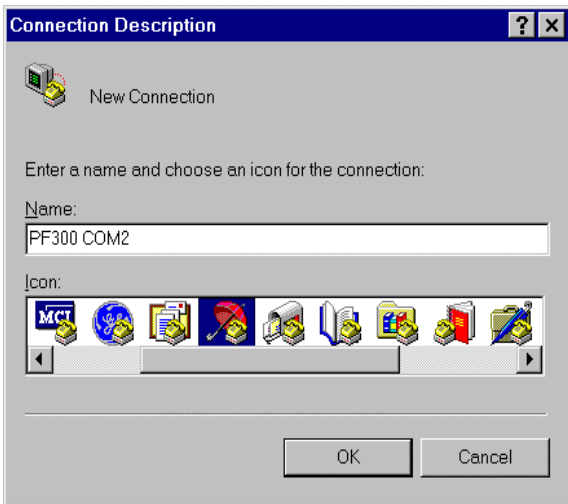 Connection Description
New Connection
Enter a name and choose an icon for the connection:
Name:
PF300 COM2
Icon:
MCI
OK
Cancel